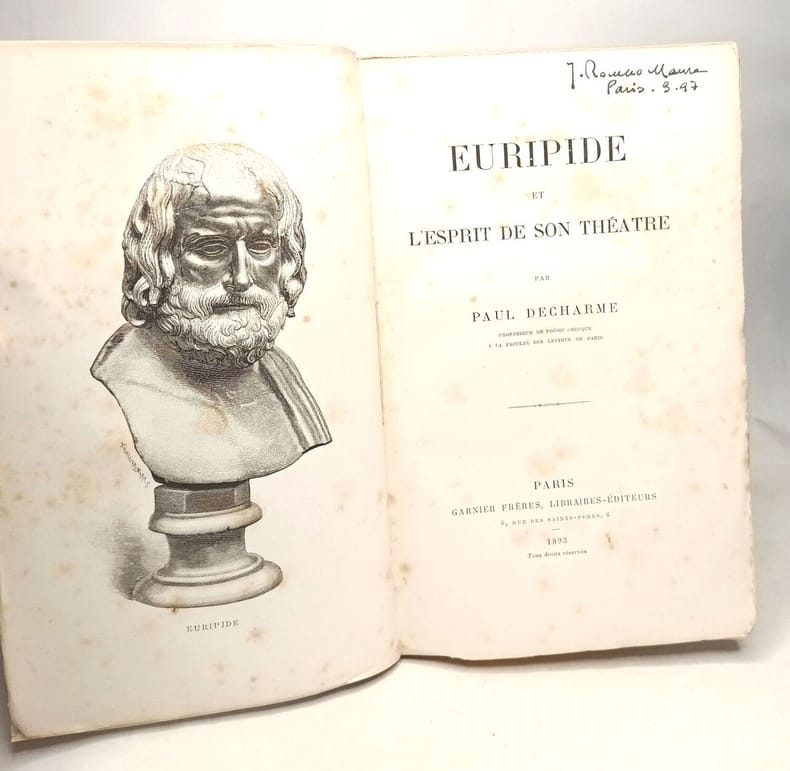 EURIPIDE
J. Romero Maura
Paris. 9.97
EURIPIDE
ET
L'ESPRIT DE SON THÉATRE
PAR
PAUL DECHARME
PROFESSEUR DE POÉSIE GRECQUE
A LA FACULTÉ DES LETTRES DE PARIS
PARIS
GARNIER FRÈRES, LIBRAIRES-ÉDITEURS
6, RUE DES SAINTS-PÈRES, 6
1893
Tous droits réservés